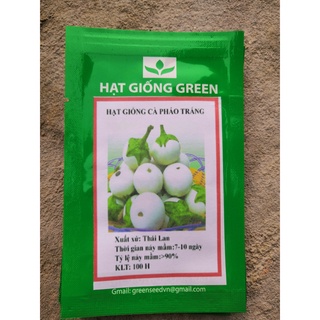 HẠT GIỐNG GREEN
HẠT GIỐNG CÀ PHÁO TRẮNG
Xuất xứ: Thái Lan
Thời gian nảy mầm:7-10 ngày
Tỷ lệ nảy mầm:>90%
KLT: 100 H
Gmail: greenseedvn@gmail.com